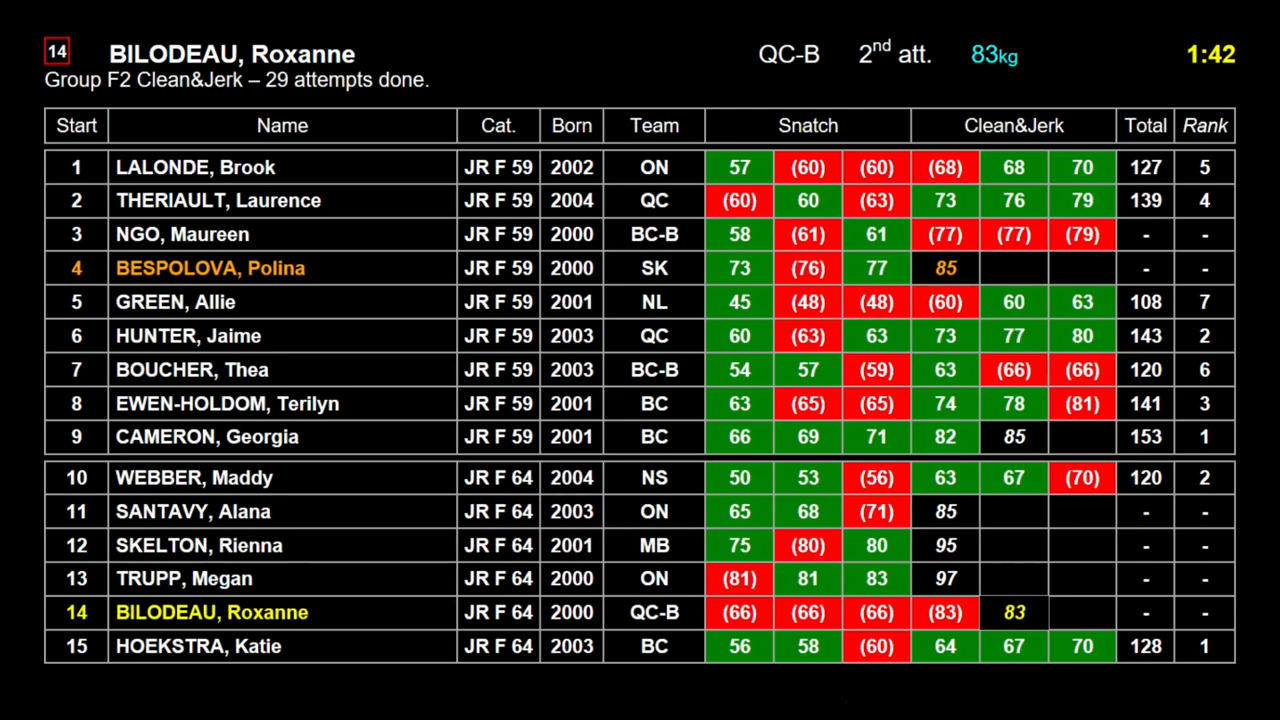 14 BILODEAU, Roxanne QC-B 2nd att. 83kg 1:42
Group F2 Clean&Jerk – 29 attempts done.
Start Name Cat. Born Team Snatch Clean&Jerk Total Rank
1 LALONDE, Brook JR F 59 2002 ON 57 (60) (60) (68) 68 70 127 5
2 THERIAULT, Laurence JR F 59 2004 QC (60) 60 (63) 73 76 79 139 4
3 NGO, Maureen JR F 59 2000 BC-B 58 (61) 61 (77) (77) (79) - -
4 BESPOLOVA, Polina JR F 59 2000 SK 73 (76) 77 85 - -
5 GREEN, Allie JR F 59 2001 NL 45 (48) (48) (60) 60 63 108 7
6 HUNTER, Jaime JR F 59 2003 QC 60 (63) 63 73 77 80 143 2
7 BOUCHER, Thea JR F 59 2003 BC-B 54 57 (59) 63 (66) (66) 120 6
8 EWEN-HOLDOM, Terilyn JR F 59 2001 BC 63 (65) (65) 74 78 (81) 141 3
9 CAMERON, Georgia JR F 59 2001 BC 66 69 71 82 85 153 1
10 WEBBER, Maddy JR F 64 2004 NS 50 53 (56) 63 67 (70) 120 2
11 SANTAVY, Alana JR F 64 2003 ON 65 68 (71) 85 - -
12 SKELTON, Rienna JR F 64 2001 MB 75 (80) 80 95 - -
13 TRUPP, Megan JR F 64 2000 ON (81) 81 83 97 - -
14 BILODEAU, Roxanne JR F 64 2000 QC-B (66) (66) (66) (83) 83 - -
15 HOEKSTRA, Katie JR F 64 2003 BC 56 58 (60) 64 67 70 128 1